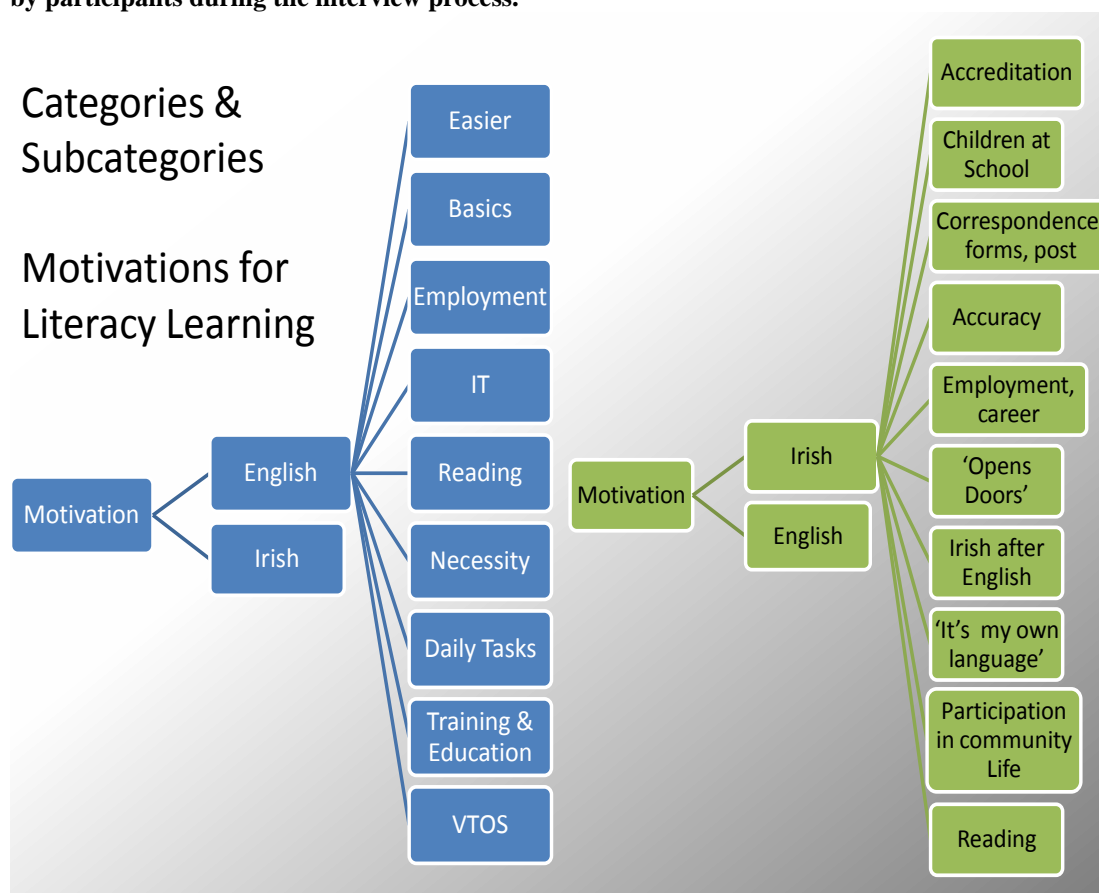 by participants during the interview process.
Categories &
Subcategories
Motivations for
Literacy Learning
Motivation
English
Irish
Easier
Basics
Employment
IT
Reading
Necessity
Daily Tasks
Training &
Education
VTOS
Motivation
Irish
English
Accreditation
Children at
School
Correspondence
forms, post
Accuracy
Employment,
career
‘Opens
Doors’
Irish after
English
‘It’s my own
language’
Participation
in community
Life
Reading